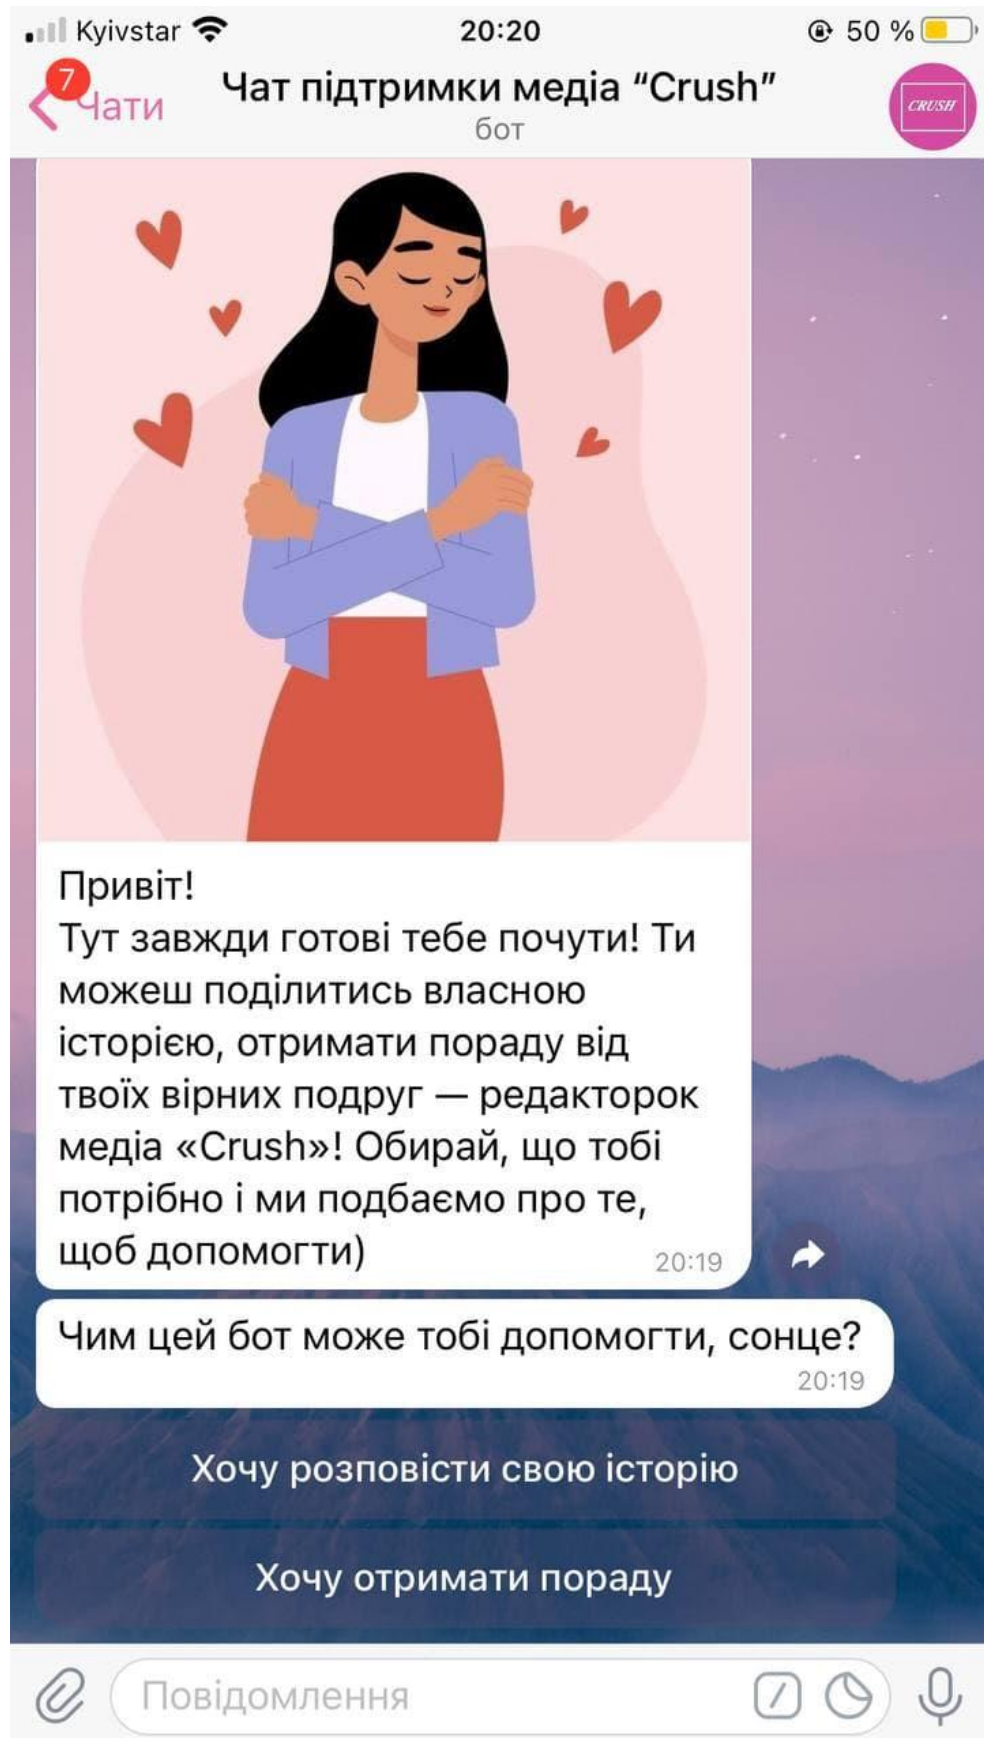 Kyivstar 20:20 50 %
7
Чати
Чат підтримки медіа “Crush”
бот
CRUSH
Привіт!
Тут завжди готові тебе почути! Ти
можеш поділитись власною
історією, отримати пораду від
твоїх вірних подруг — редакторок
медіа «Crush»! Обирай, що тобі
потрібно і ми подбаємо про те,
щоб допомогти)
20:19
Чим цей бот може тобі допомогти, сонце?
20:19
Хочу розповісти свою історію
Хочу отримати пораду
Повідомлення